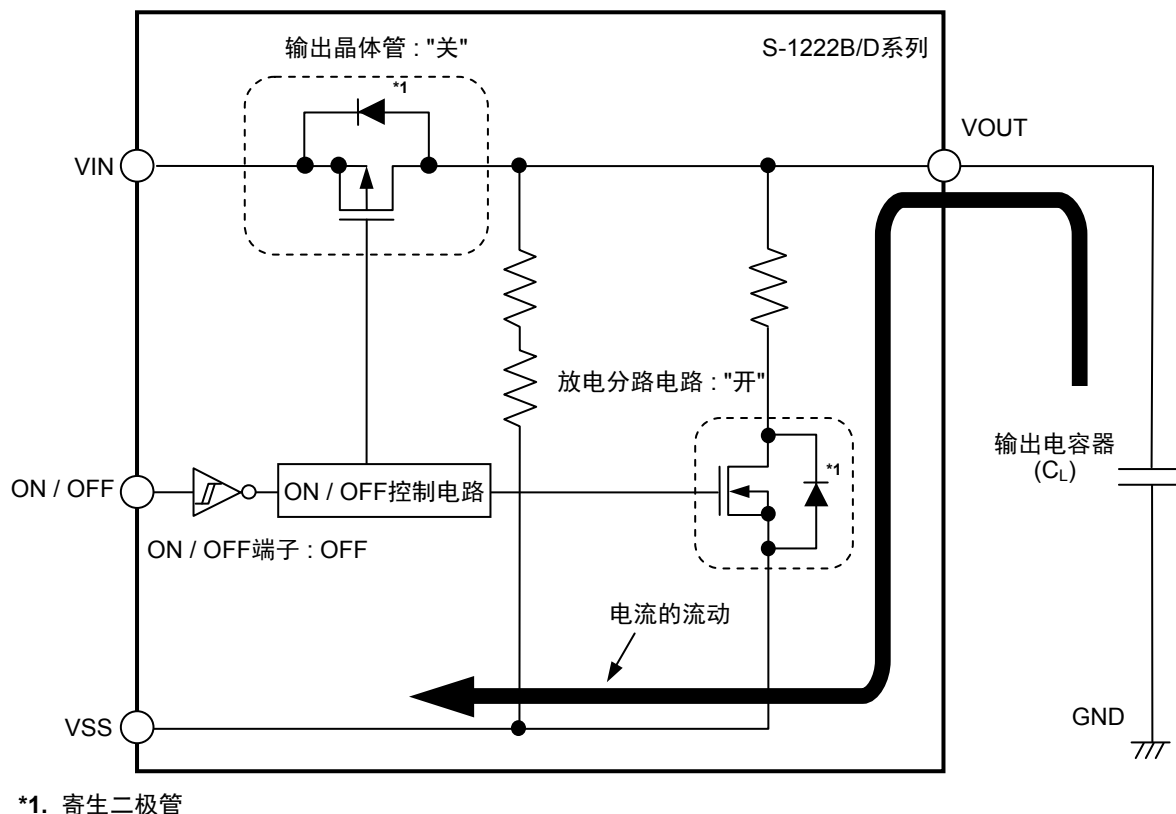 输出晶体管 : "关"
S-1222B/D系列
*1
VOUT
VIN
放电分路电路 : "开"
*1
输出电容器
(CL)
ON / OFF
ON / OFF控制电路
ON / OFF端子 : OFF
电流的流动
VSS
GND
*1. 寄生二极管